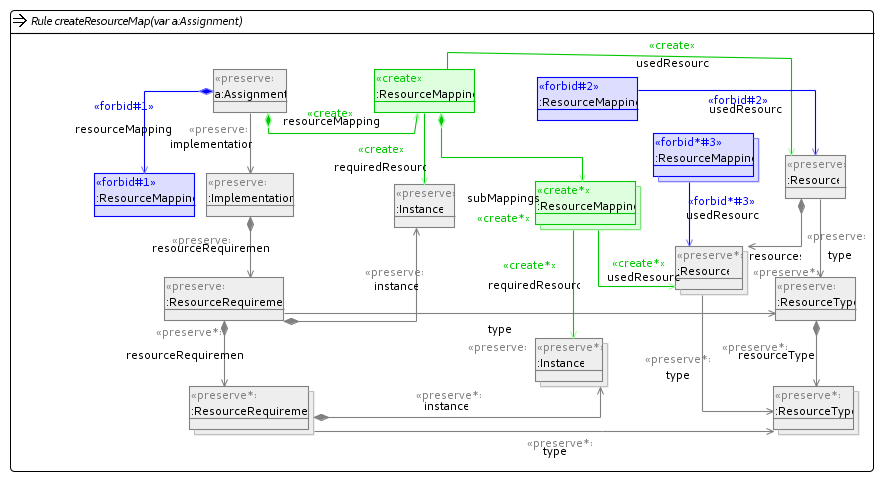 Rule createResourceMap(var a:Assignment)
«create»
usedResourc
«preserve:
a:Assignment
«create»
:ResourceMapping
«forbid#2»
:ResourceMapping
«forbid#2»
usedResourc
«forbid#1»
resourceMapping
«create»
resourceMapping
«preserve:
implementation
«forbid*#3»
:ResourceMapping
«create»
requiredResourc
«preserve:
:Resource
«forbid#1»
:ResourceMapping
«preserve:
:Implementation
«preserve:
:Instance
subMappings
«create*»
«create*»
:ResourceMapping
«forbid*#3»
usedResourc
«preserve:
resourceRequiremen
«preserve:
type
«preserve*:
:Resource
resources
«preserve:
instance
«create*»
requiredResourc
«create*»
usedResourc
«preserve*:
«preserve:
:ResourceRequireme
«preserve:
:ResourceType
type
«preserve:
«preserve*:
resourceRequiremen
«preserve*:
:Instance
«preserve*:
type
«preserve*:
resourceType
«preserve*:
:ResourceRequireme
«preserve*:
instance
«preserve*:
:ResourceType
«preserve*:
type